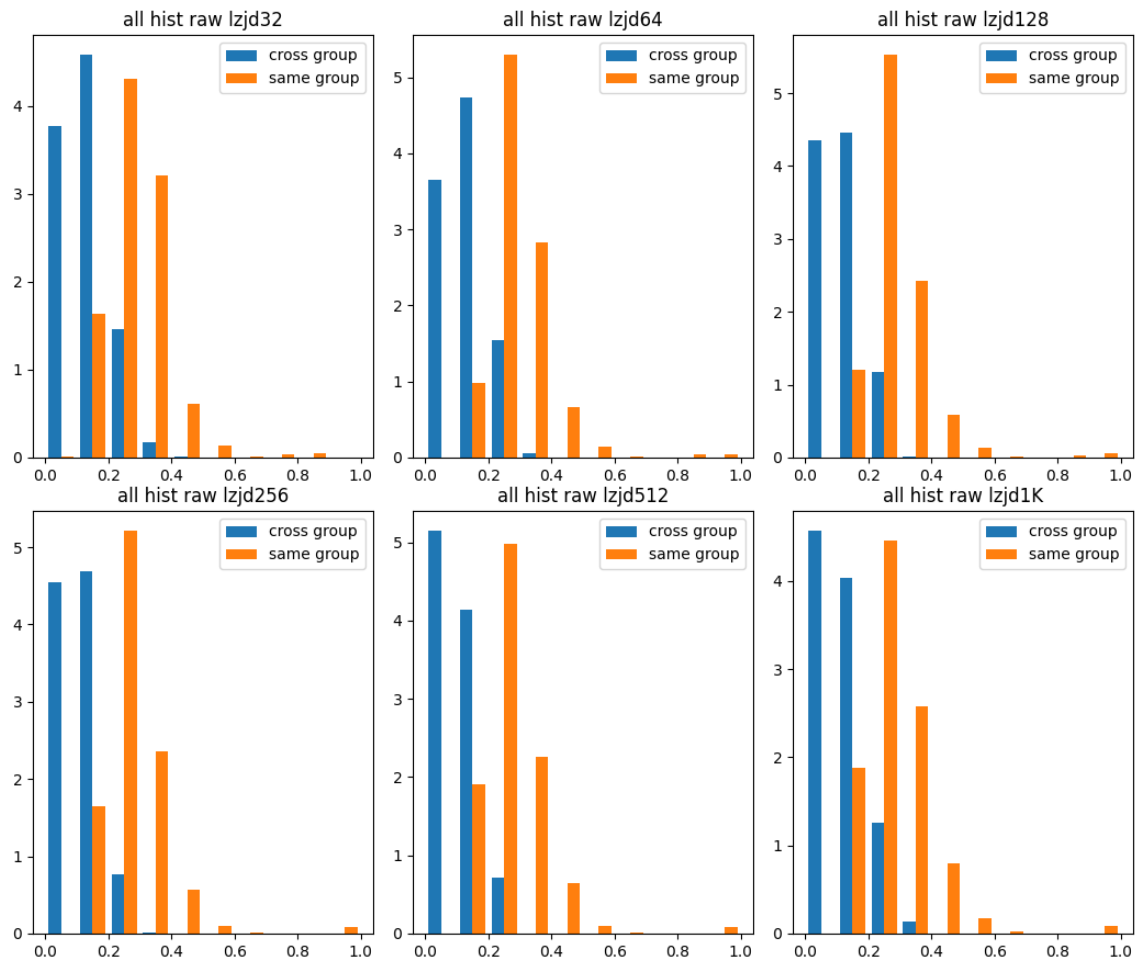 all hist raw lzjd32
cross group
same group
4
3
2
1
0
0.0 0.2 0.4 0.6 0.8 1.0
all hist raw lzjd64
cross group
same group
5
4
3
2
1
0
0.0 0.2 0.4 0.6 0.8 1.0
all hist raw lzjd128
cross group
same group
5
4
3
2
1
0
0.0 0.2 0.4 0.6 0.8 1.0
all hist raw lzjd256
cross group
same group
5
4
3
2
1
0
0.0 0.2 0.4 0.6 0.8 1.0
all hist raw lzjd512
cross group
same group
5
4
3
2
1
0
0.0 0.2 0.4 0.6 0.8 1.0
all hist raw lzjd1K
cross group
same group
4
3
2
1
0
0.0 0.2 0.4 0.6 0.8 1.0